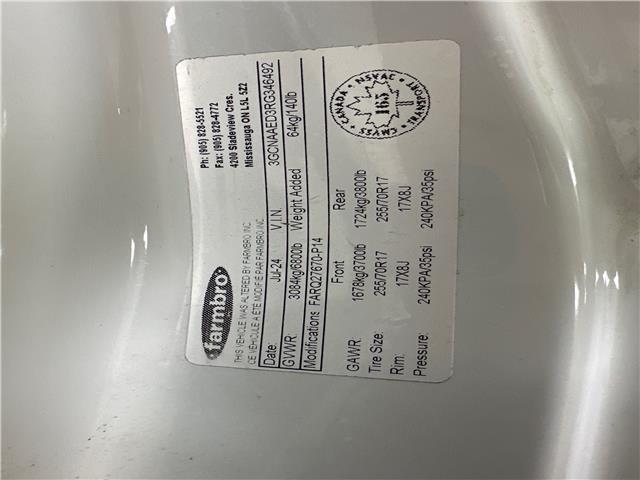 farmbro
Ph: (905) 828-5521
Fax: (905) 828-4772
4200 Sladeview Cres.
Mississauga ON L5L 5Z2
THIS VEHICLE WAS ALTERED BY FARMBRO INC.
CE VÉHICULE A ÉTÉ MODIFIÉ PAR FARMBRO INC.
Date: Jul-24 V.I.N. 3GCNAAED3RG346492
GVWR: 3084kg/6800lb Weight Added 64kg/140lb
Modifications FARQ27670-P14
Front Rear
GAWR: 1678kg/3700lb 1724kg/3800lb
Tire Size: 255/70R17 255/70R17
Rim: 17X8J 17X8J
Pressure: 240KPA/35psi 240KPA/35psi
CANADA
NSVAC
TRANSPORT
CMVSS
165